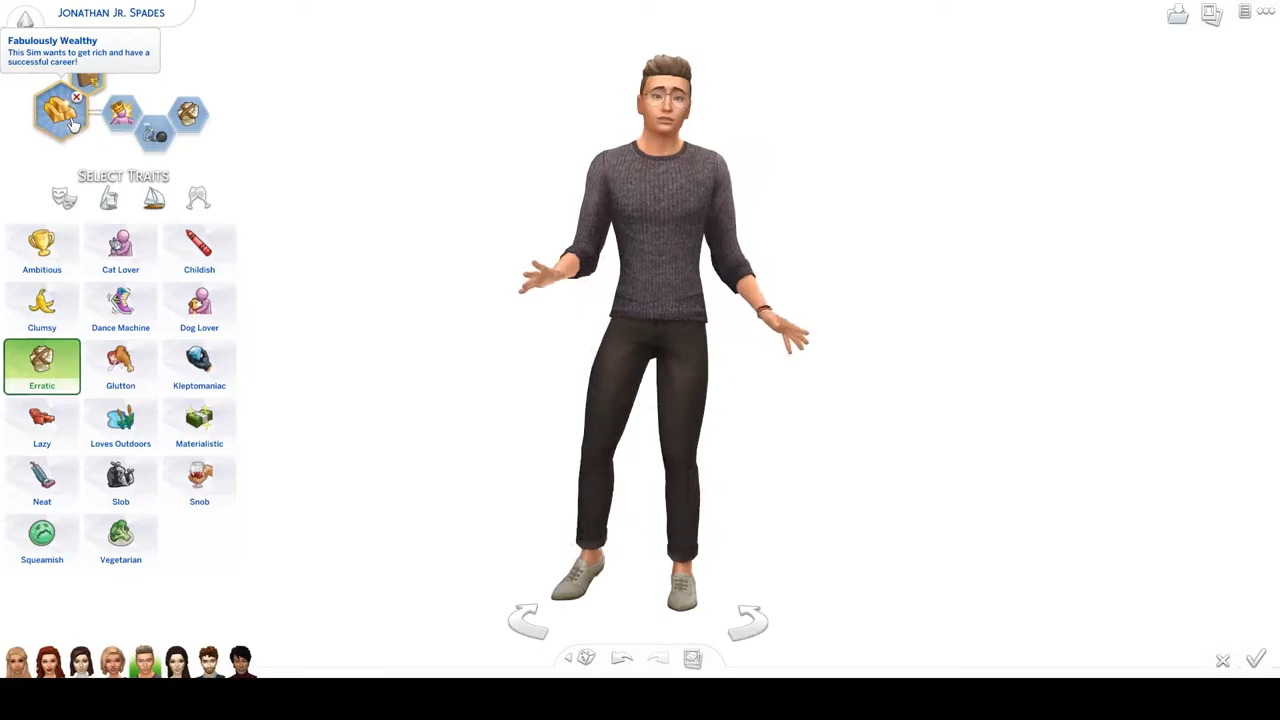 JONATHAN JR. SPADES
Fabulously Wealthy
This Sim wants to get rich and have a
successful career!
SELECT TRAITS
Ambitious
Cat Lover
Childish
Clumsy
Dance Machine
Dog Lover
Erratic
Glutton
Kleptomaniac
Lazy
Loves Outdoors
Materialistic
Neat
Slob
Snob
Squeamish
Vegetarian